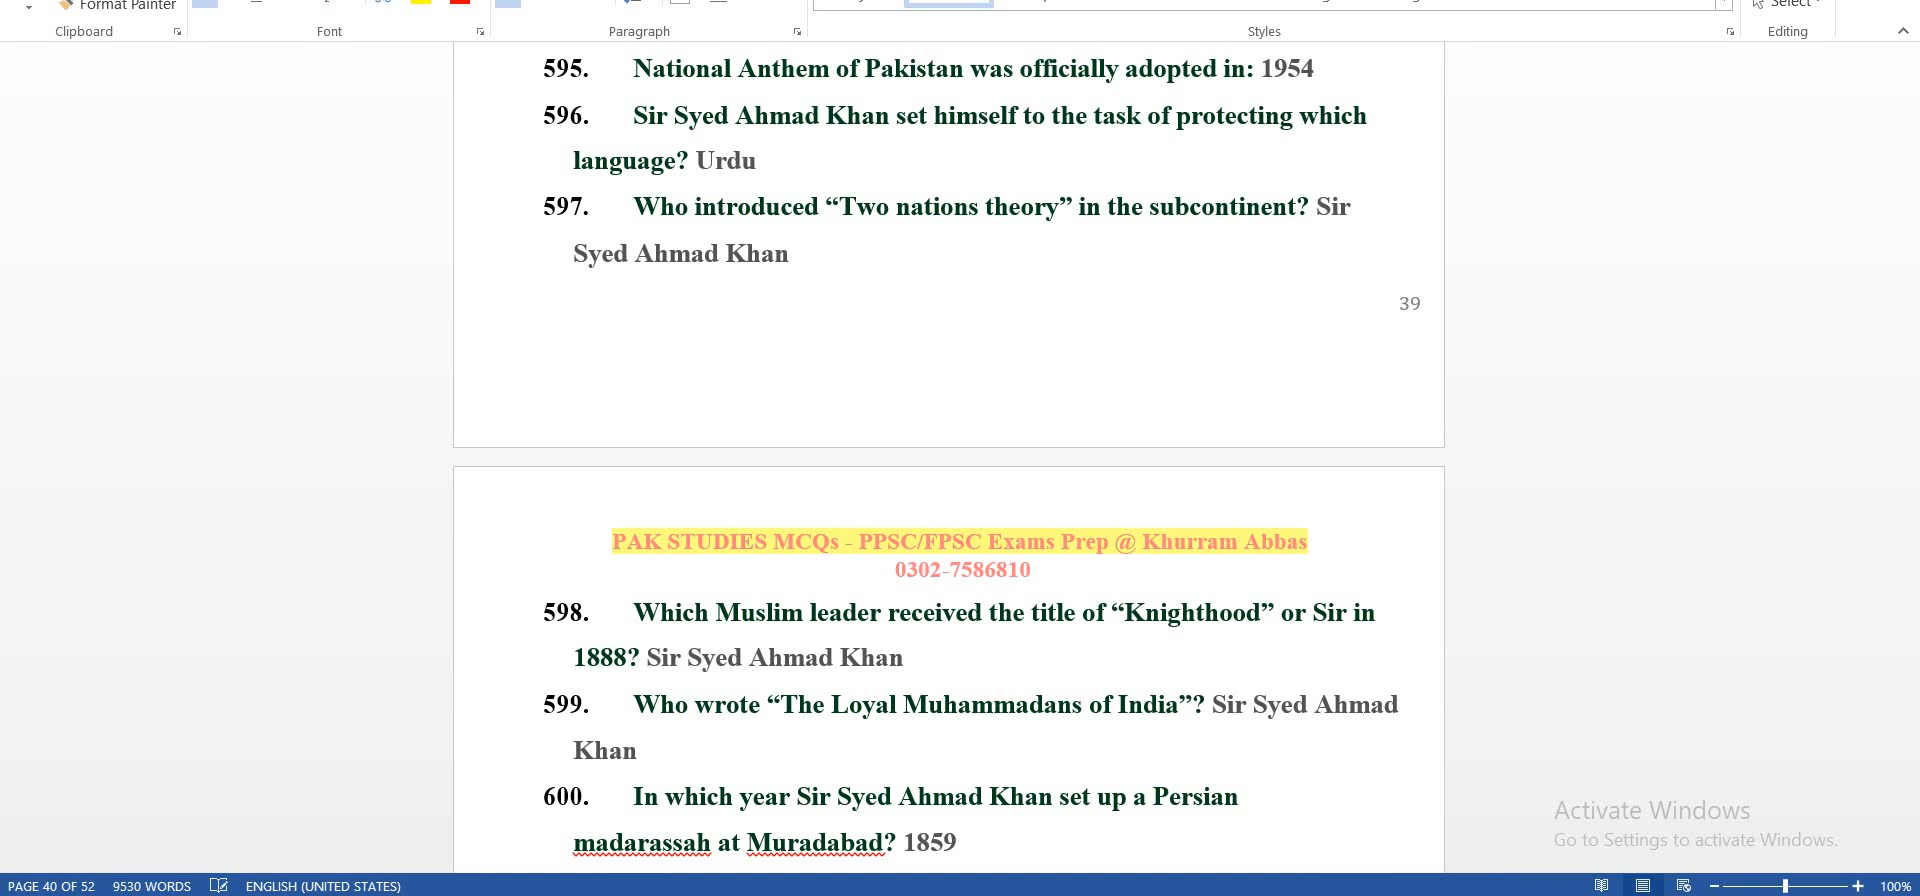 Format Painter
Select
Clipboard
Font
Paragraph
Styles
Editing
595. National Anthem of Pakistan was officially adopted in: 1954
596. Sir Syed Ahmad Khan set himself to the task of protecting which
language? Urdu
597. Who introduced “Two nations theory” in the subcontinent? Sir
Syed Ahmad Khan
39
PAK STUDIES MCQs - PPSC/FPSC Exams Prep @ Khurram Abbas
0302-7586810
598. Which Muslim leader received the title of “Knighthood” or Sir in
1888? Sir Syed Ahmad Khan
599. Who wrote “The Loyal Muhammadans of India”? Sir Syed Ahmad
Khan
600. In which year Sir Syed Ahmad Khan set up a Persian
madarassah at Muradabad? 1859
Activate Windows
Go to Settings to activate Windows.
PAGE 40 OF 52 9530 WORDS ENGLISH (UNITED STATES) 100%